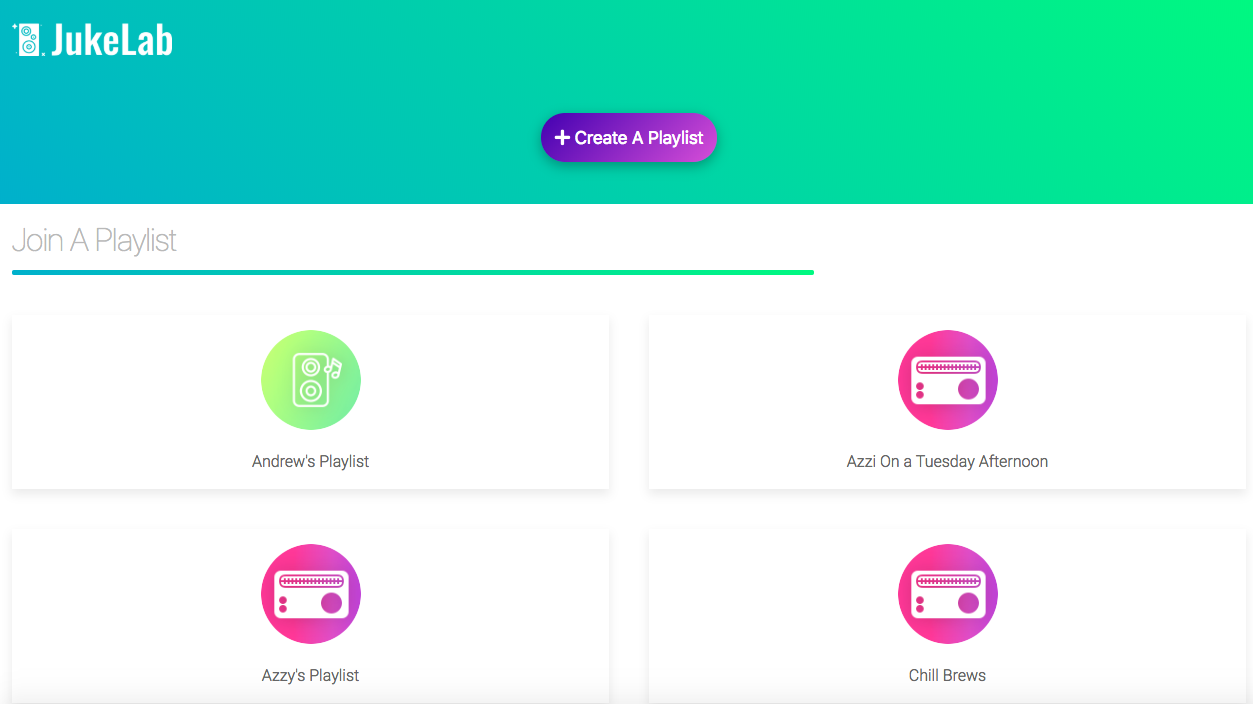 JukeLab
Create A Playlist
Join A Playlist
Andrew's Playlist
Azzi On a Tuesday Afternoon
Azzy's Playlist
Chill Brews